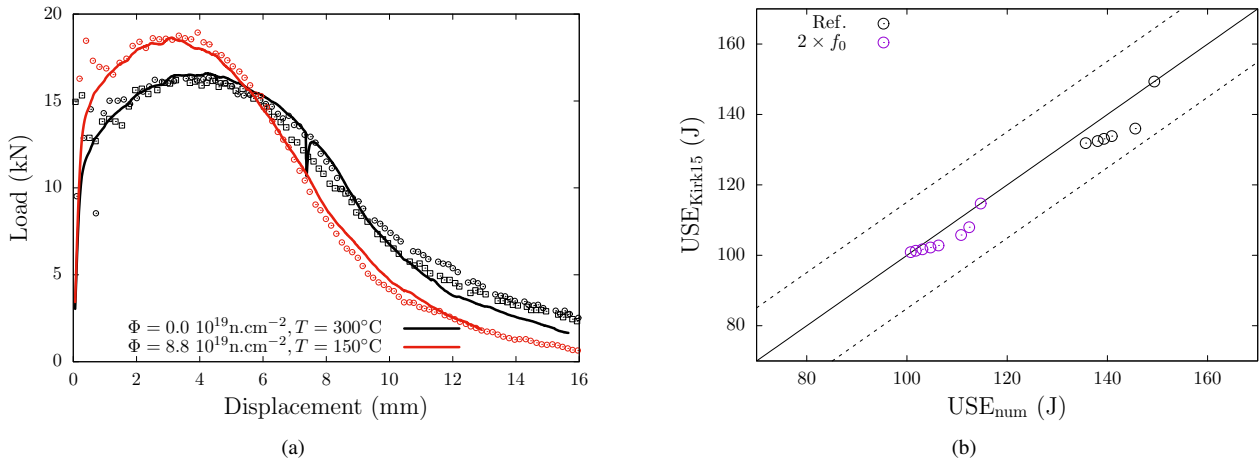 20
15
10
5
0
Load (kN)
Φ = 0.0 10¹⁹n.cm⁻², T = 300°C
Φ = 8.8 10¹⁹n.cm⁻², T = 150°C
0 2 4 6 8 10 12 14 16
Displacement (mm)
(a)
160
140
120
100
80
USE_Kirk15 (J)
Ref.
2 × f₀
80 100 120 140 160
USE_num (J)
(b)